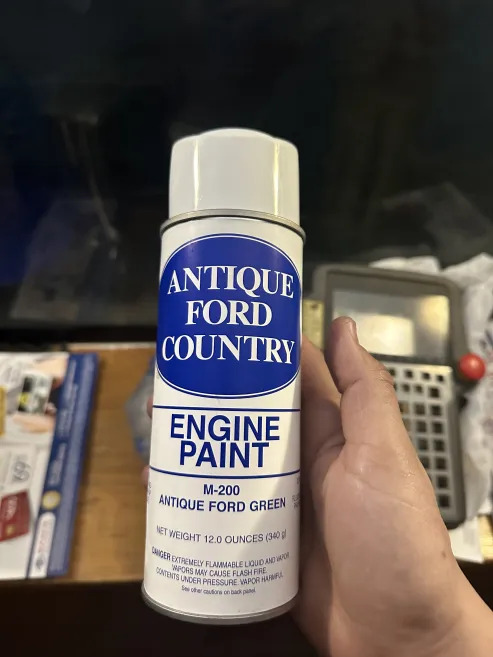 ANTIQUE
FORD
COUNTRY
ENGINE
PAINT
M-200
ANTIQUE FORD GREEN
NET WEIGHT 12.0 OUNCES (340 g)
DANGER EXTREMELY FLAMMABLE LIQUID AND VAPOR.
VAPORS MAY CAUSE FLASH FIRE.
CONTENTS UNDER PRESSURE. VAPOR HARMFUL.
See other cautions on back panel.